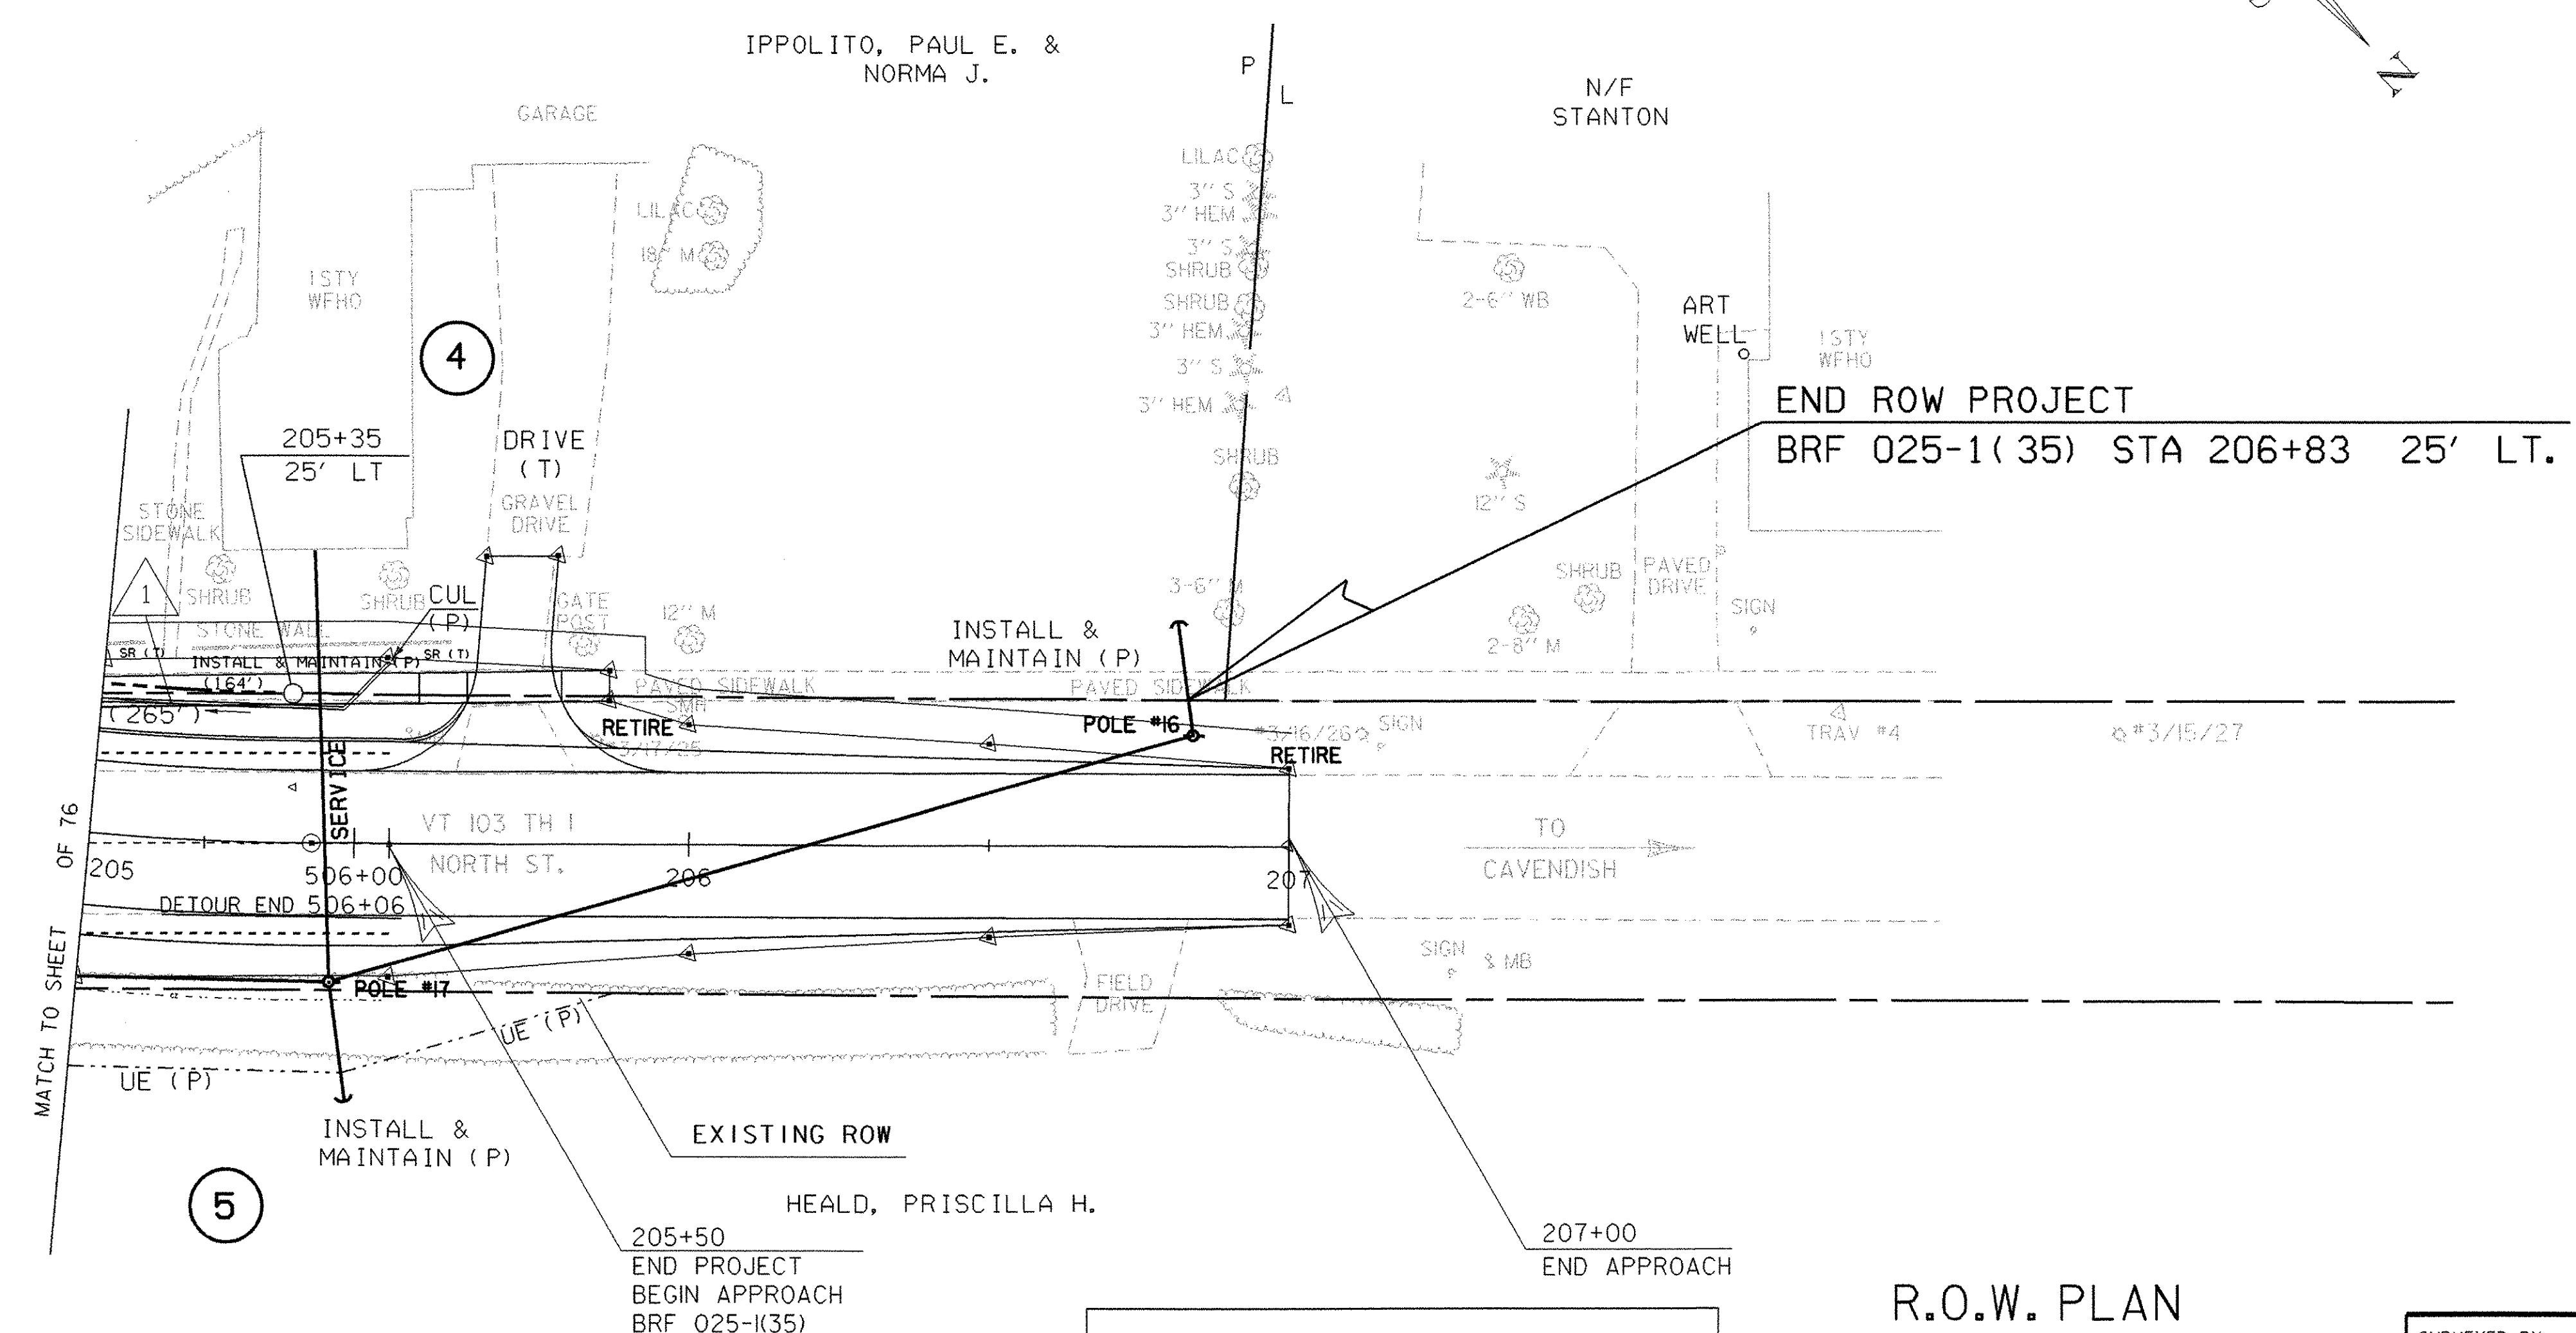 IPPOLITO, PAUL E. &
NORMA J.
P
L
N/F
STANTON
N
GARAGE
LILAC
18" M
1STY
WFHO
4
LILAC
3" S
3" HEM
3" S
SHRUB
SHRUB
3" HEM
3" S
3" HEM
SHRUB
3-6" M
2-6" WB
ART
WELL
1STY
WFHO
END ROW PROJECT
BRF 025-1(35) STA 206+83 25' LT.
205+35
25' LT
DRIVE
(T)
GRAVEL
DRIVE
STONE
SIDEWALK
12" S
1
SHRUB
SHRUB
CUL
(P)
GATE
POST
12" M
SHRUB
PAVED
DRIVE
SIGN
2-8" M
STONE WALL
INSTALL &
MAINTAIN (P)
SR (T)
INSTALL & MAINTAIN (P)
SR (T)
(164')
PAVED SIDEWALK
PAVED SIDEWALK
(265')
SMH
RETIRE
#3/17/25
POLE #16
#3/16/26
SIGN
RETIRE
TRAV #4
#3/15/27
SERVICE
VT 103 TH 1
NORTH ST.
TO
CAVENDISH
205
506+00
206
207
DETOUR END 506+06
MATCH TO SHEET OF 76
POLE #17
FIELD
DRIVE
SIGN
MB
UE (P)
UE (P)
INSTALL &
MAINTAIN (P)
EXISTING ROW
5
HEALD, PRISCILLA H.
205+50
END PROJECT
BEGIN APPROACH
BRF 025-1(35)
207+00
END APPROACH
R.O.W. PLAN